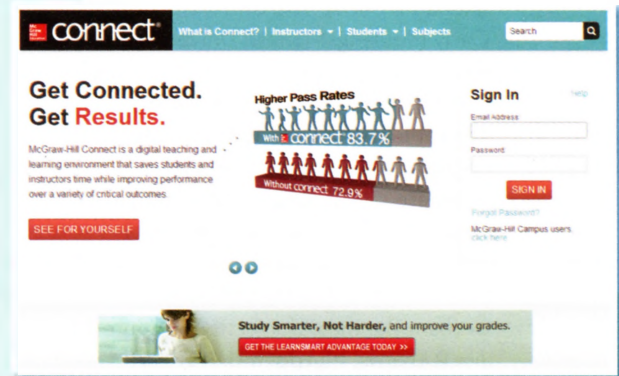 Mc
Graw
Hill
Education
connect®
What is Connect? | Instructors | Students | Subjects
Search
Get Connected.
Get Results.
McGraw-Hill Connect is a digital teaching and
learning environment that saves students and
instructors time while improving performance
over a variety of critical outcomes
SEE FOR YOURSELF
Higher Pass Rates
With connect 83.7%
Without connect 72.9%
Sign In
help
Email Address
Password
SIGN IN
Forgot Password?
McGraw-Hill Campus users
click here
Study Smarter, Not Harder, and improve your grades.
GET THE LEARNSMART ADVANTAGE TODAY >>